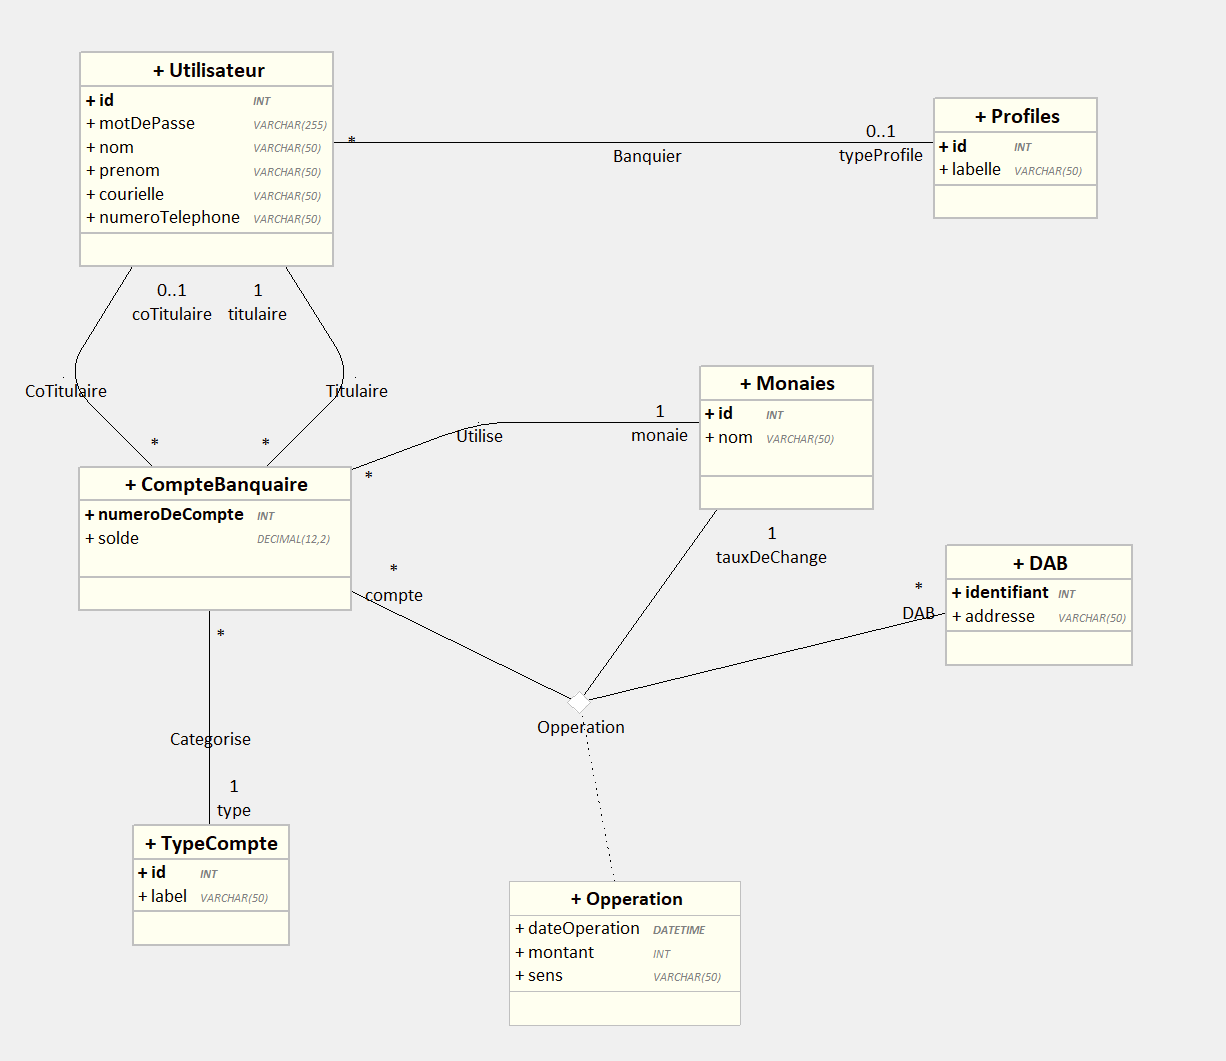 + Utilisateur
+ id INT
+ motDePasse VARCHAR(255)
+ nom VARCHAR(50)
+ prenom VARCHAR(50)
+ courielle VARCHAR(50)
+ numeroTelephone VARCHAR(50)
*
Banquier
0..1
typeProfile
+ Profiles
+ id INT
+ labelle VARCHAR(50)
0..1
coTitulaire
1
titulaire
CoTitulaire
Titulaire
*
*
+ Monaies
+ id INT
+ nom VARCHAR(50)
1
monaie
Utilise
*
+ CompteBanquaire
+ numeroDeCompte INT
+ solde DECIMAL(12,2)
1
tauxDeChange
*
compte
+ DAB
+ identifiant INT
+ addresse VARCHAR(50)
*
DAB
*
Categorise
Opperation
1
type
+ TypeCompte
+ id INT
+ label VARCHAR(50)
+ Opperation
+ dateOperation DATETIME
+ montant INT
+ sens VARCHAR(50)